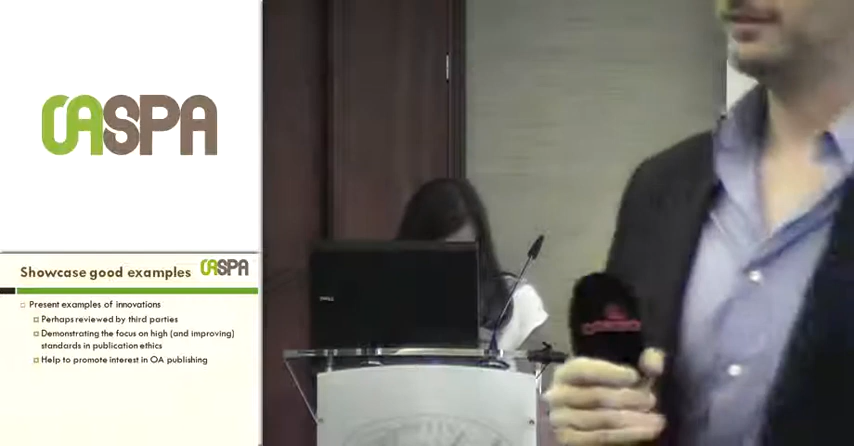 OASPA
Showcase good examples
OASPA
Present examples of innovations
Perhaps reviewed by third parties
Demonstrating the focus on high (and improving)
standards in publication ethics
Help to promote interest in OA publishing
DELL